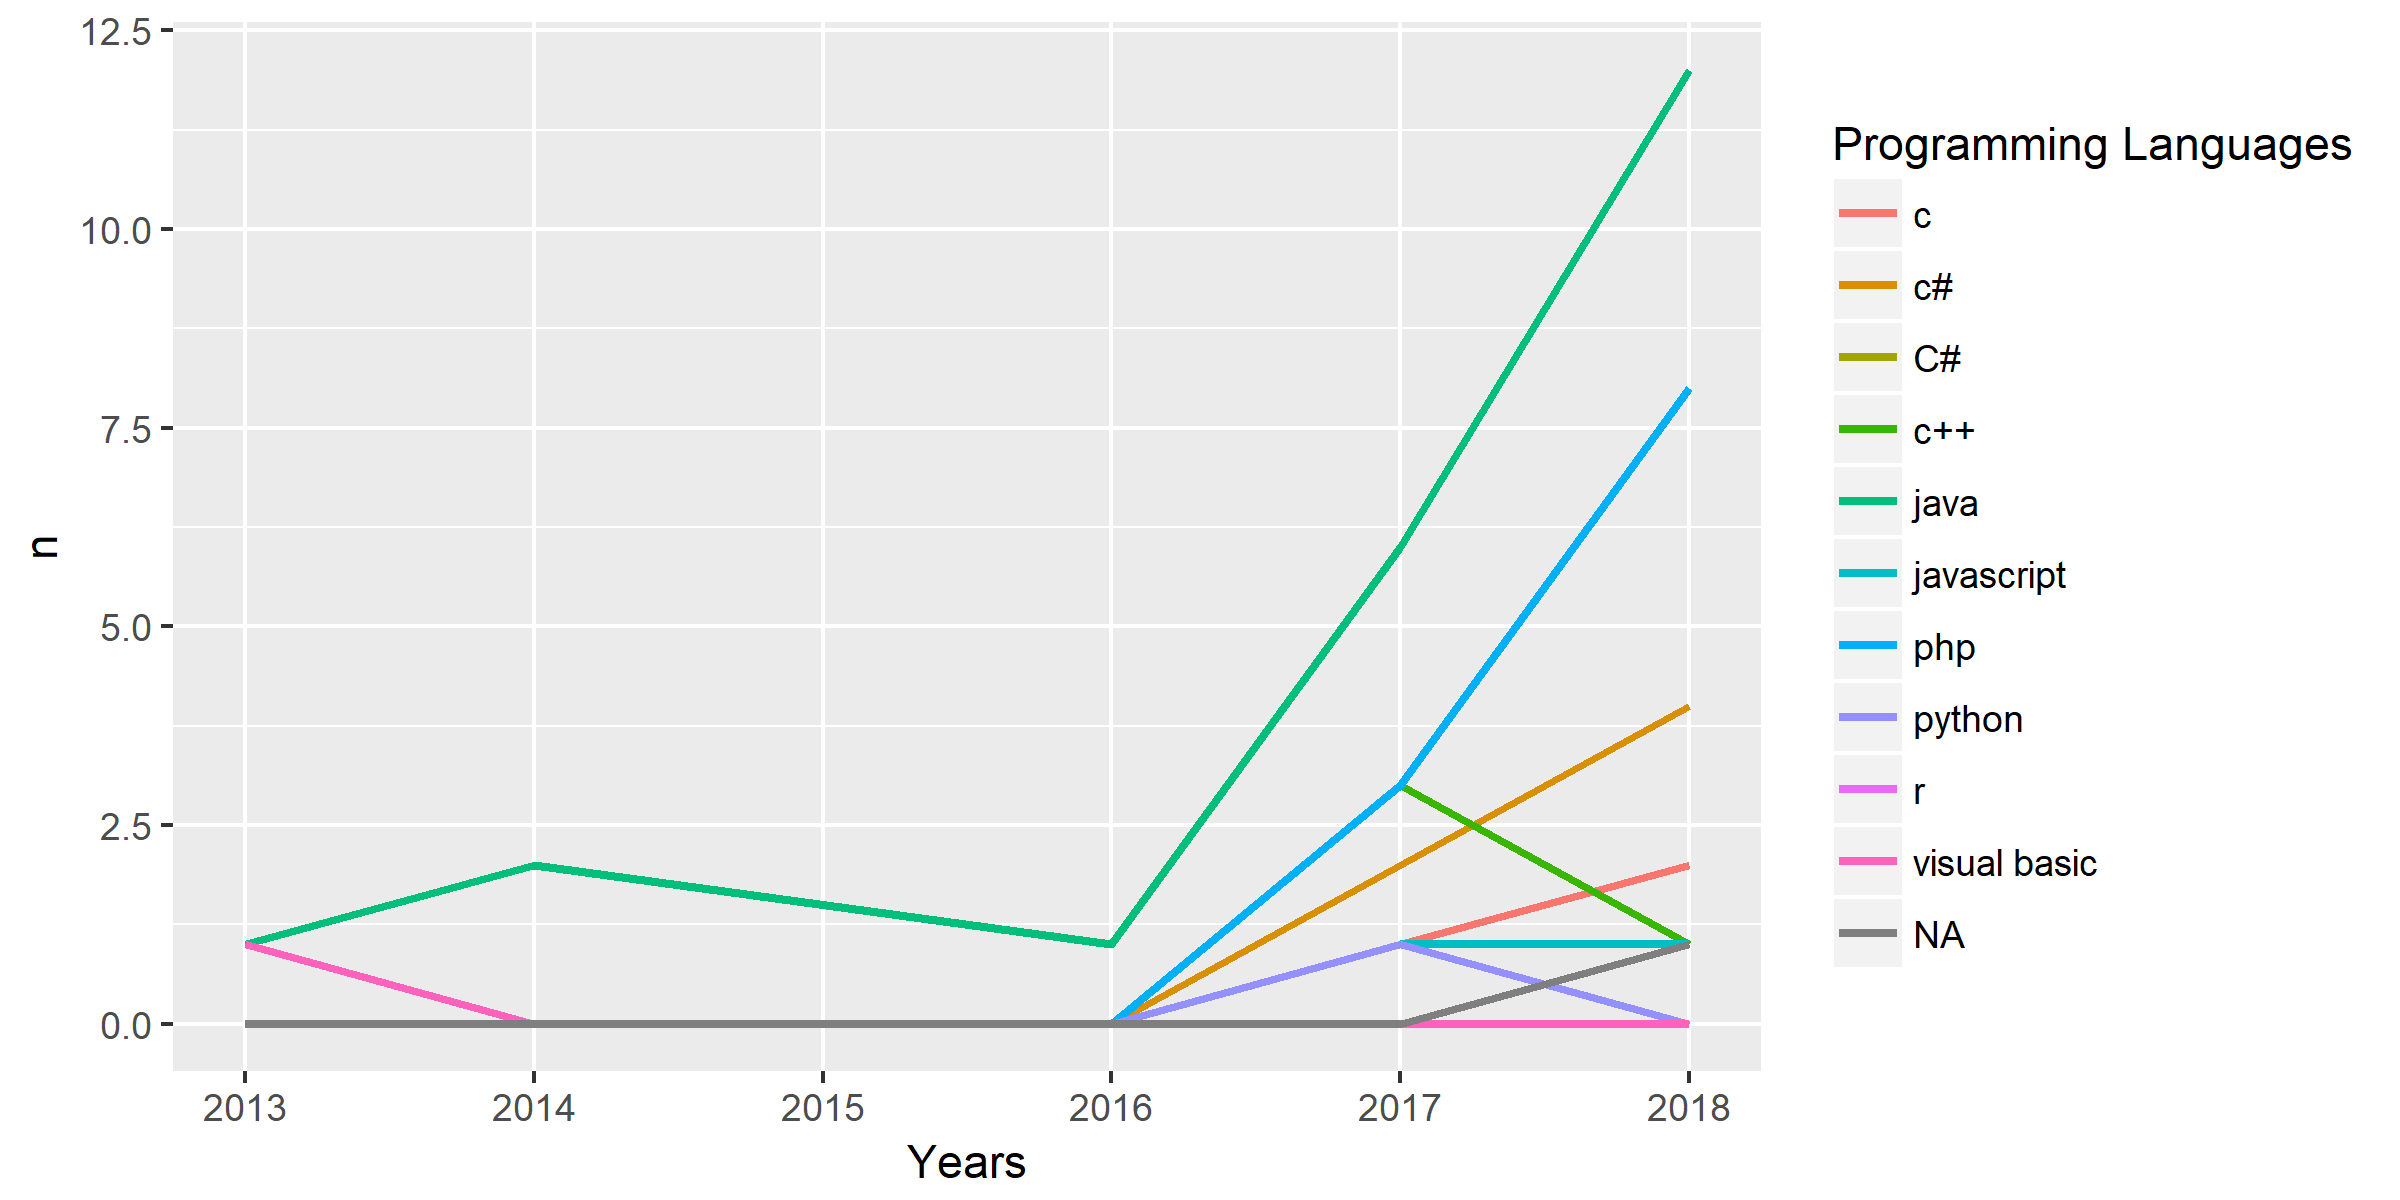 12.5
10.0
7.5
5.0
2.5
0.0
n
2013 2014 2015 2016 2017 2018
Years
Programming Languages
c
c#
C#
c++
java
javascript
php
python
r
visual basic
NA